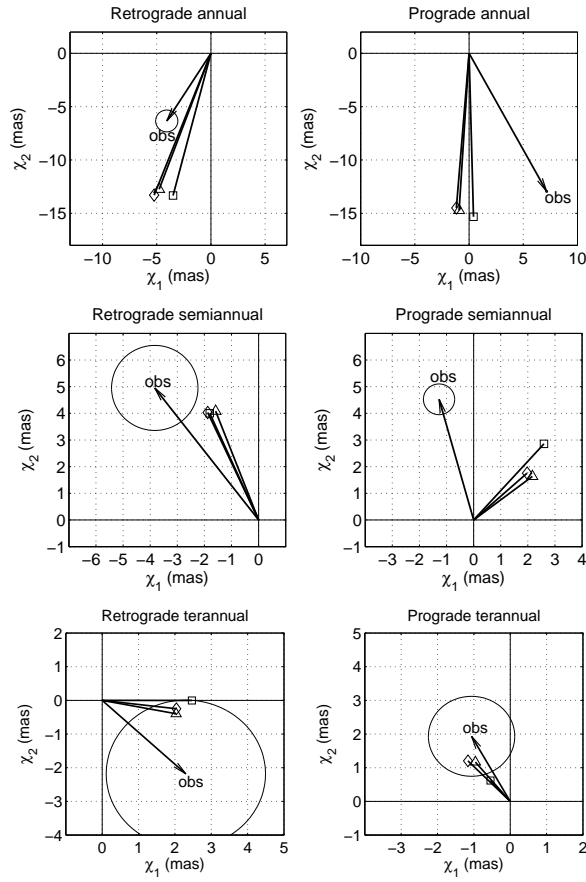 Retrograde annual
Prograde annual
0
−5
−10
−15
χ2 (mas)
obs
−10 −5 0 5
χ1 (mas)
0
−5
−10
−15
χ2 (mas)
obs
−10 −5 0 5 10
χ1 (mas)
Retrograde semiannual
Prograde semiannual
6
5
4
3
2
1
0
−1
χ2 (mas)
obs
−7 −6 −5 −4 −3 −2 −1 0
χ1 (mas)
6
5
4
3
2
1
0
−1
χ2 (mas)
obs
−4 −3 −2 −1 0 1 2 3 4
χ1 (mas)
Retrograde terannual
Prograde terannual
2
1
0
−1
−2
−3
−4
χ2 (mas)
obs
−1 0 1 2 3 4 5
χ1 (mas)
5
4
3
2
1
0
−1
χ2 (mas)
obs
−4 −3 −2 −1 0 1 2
χ1 (mas)